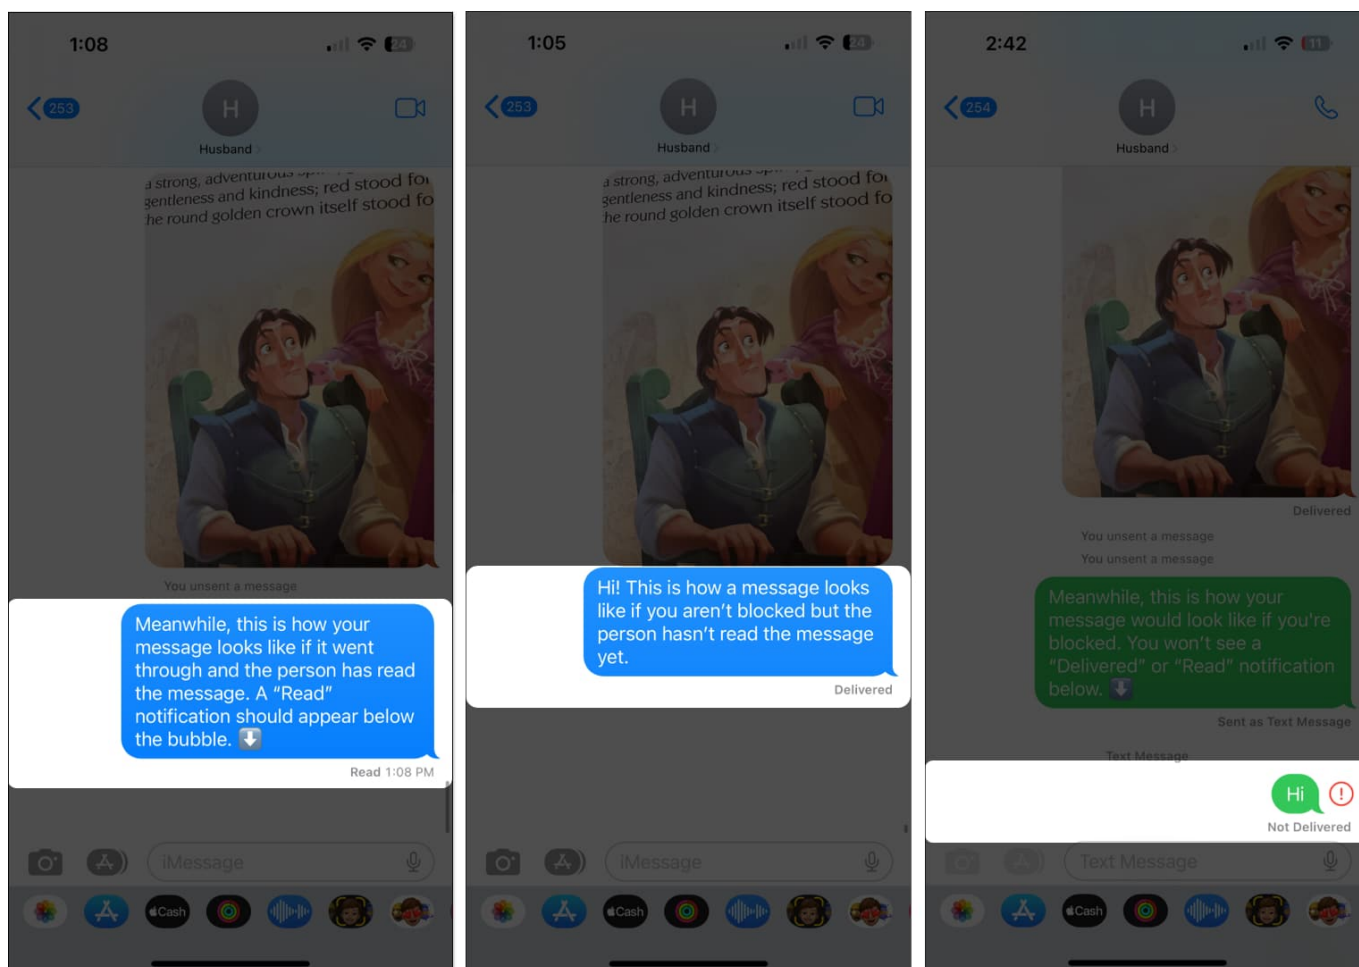 1:08
24
253
H
Husband
a strong, adventurous
gentleness and kindness; red stood for
the round golden crown itself stood fo
You unsent a message
Meanwhile, this is how your
message looks like if it went
through and the person has read
the message. A “Read”
notification should appear below
the bubble. ⬇️
Read 1:08 PM
iMessage
Cash
1:05
24
253
H
Husband
a strong, adventurous
gentleness and kindness; red stood for
the round golden crown itself stood fo
Hi! This is how a message looks
like if you aren’t blocked but the
person hasn’t read the message
yet.
Delivered
iMessage
Cash
2:42
11
254
H
Husband
Delivered
You unsent a message
You unsent a message
Meanwhile, this is how your
message would look like if you're
blocked. You won’t see a
“Delivered” or “Read” notification
below. ⬇️
Sent as Text Message
Text Message
Hi
Not Delivered
Text Message
Cash